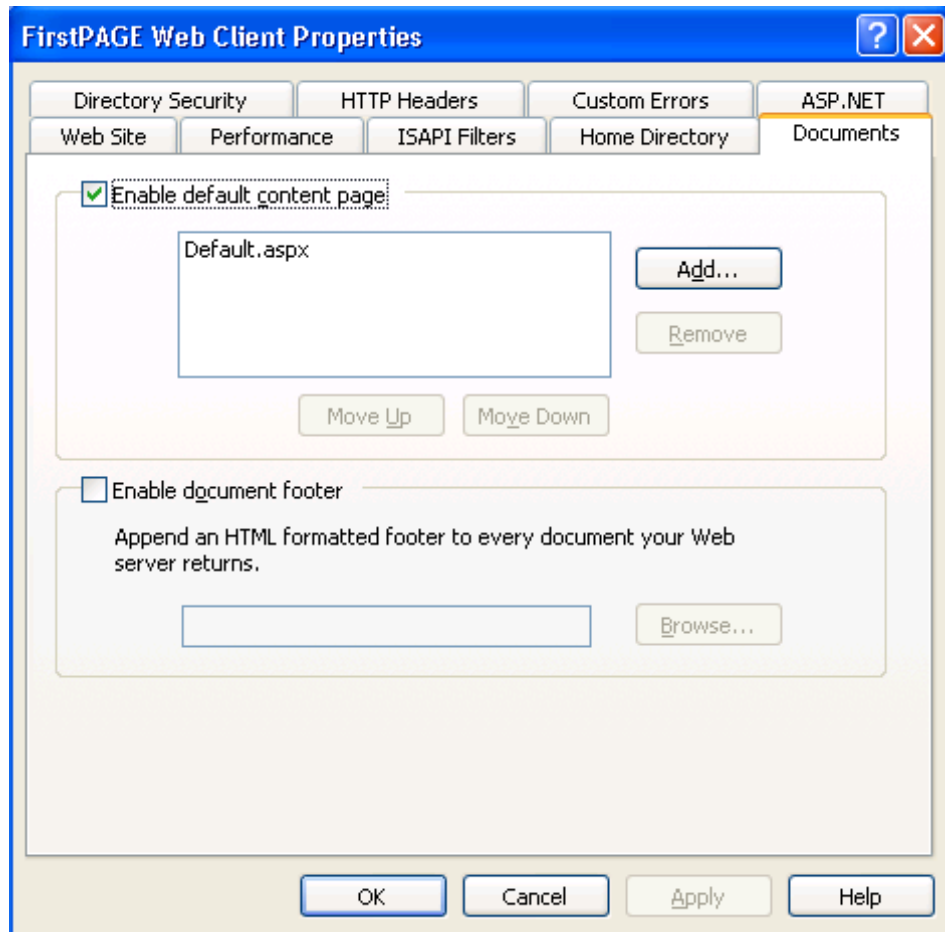 FirstPAGE Web Client Properties
Directory Security HTTP Headers Custom Errors ASP.NET
Web Site Performance ISAPI Filters Home Directory Documents
Enable default content page
Default.aspx
Add...
Remove
Move Up Move Down
Enable document footer
Append an HTML formatted footer to every document your Web
server returns.
Browse...
OK Cancel Apply Help